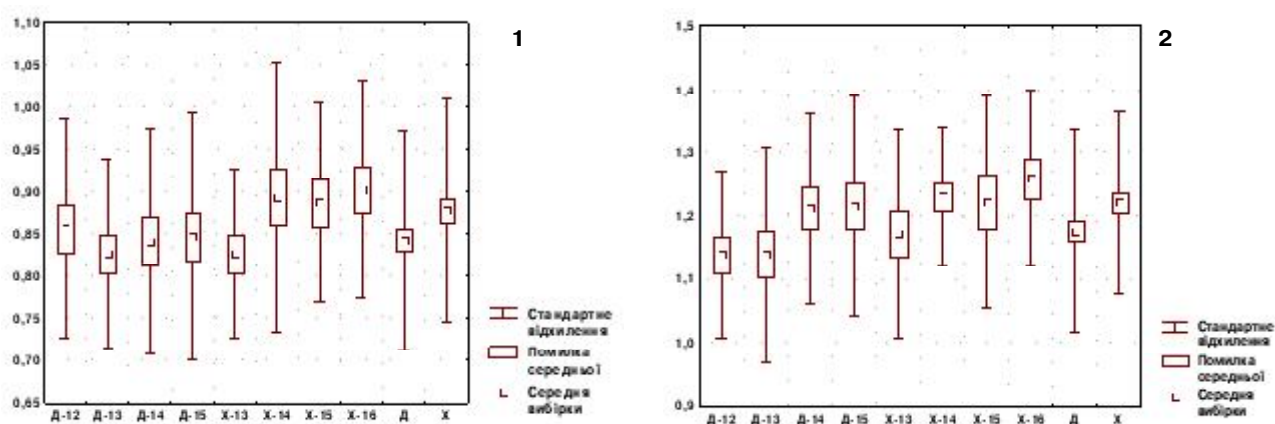 1,10
1,00
0,95
0,90
0,85
0,80
0,75
0,70
0,65
Д-12 Д-13 Д-14 Д-15 Х-13 Х-14 Х-15 Х-16 Д Х
1
Стандартне
відхилення
Помилка
середньої
Середня
вибірки
1,5
1,4
1,3
1,2
1,1
1,0
0,9
Д-12 Д-13 Д-14 Д-15 Х-13 Х-14 Х-15 Х-16 Д Х
2
Стандартне
відхилення
Помилка
середньої
Середня
вибірки